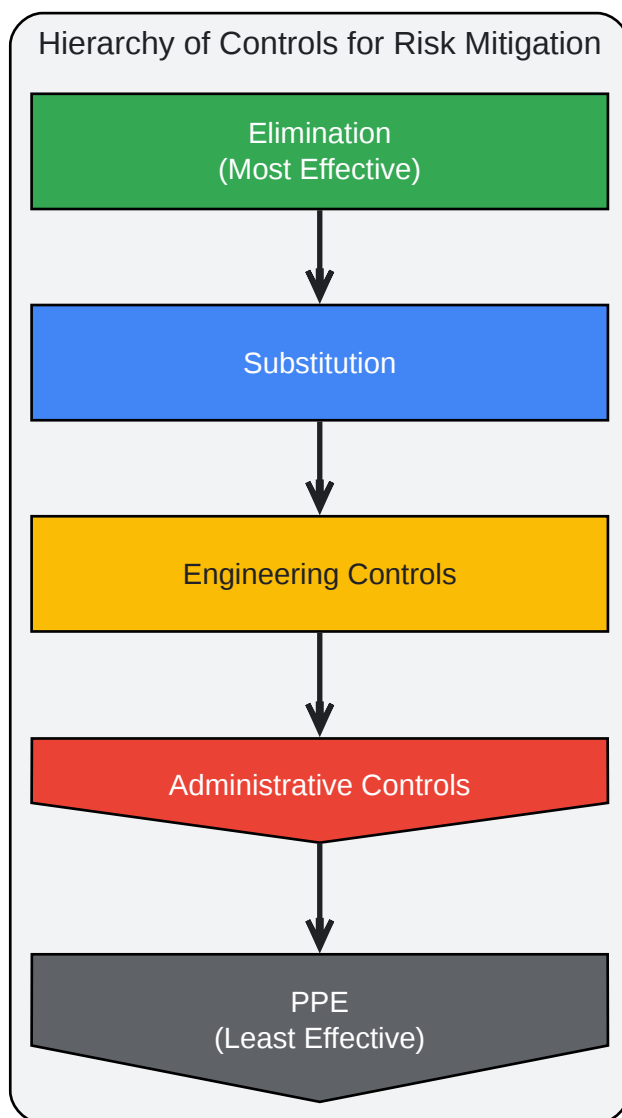 Hierarchy of Controls for Risk Mitigation
Elimination
(Most Effective)
Substitution
Engineering Controls
Administrative Controls
PPE
(Least Effective)